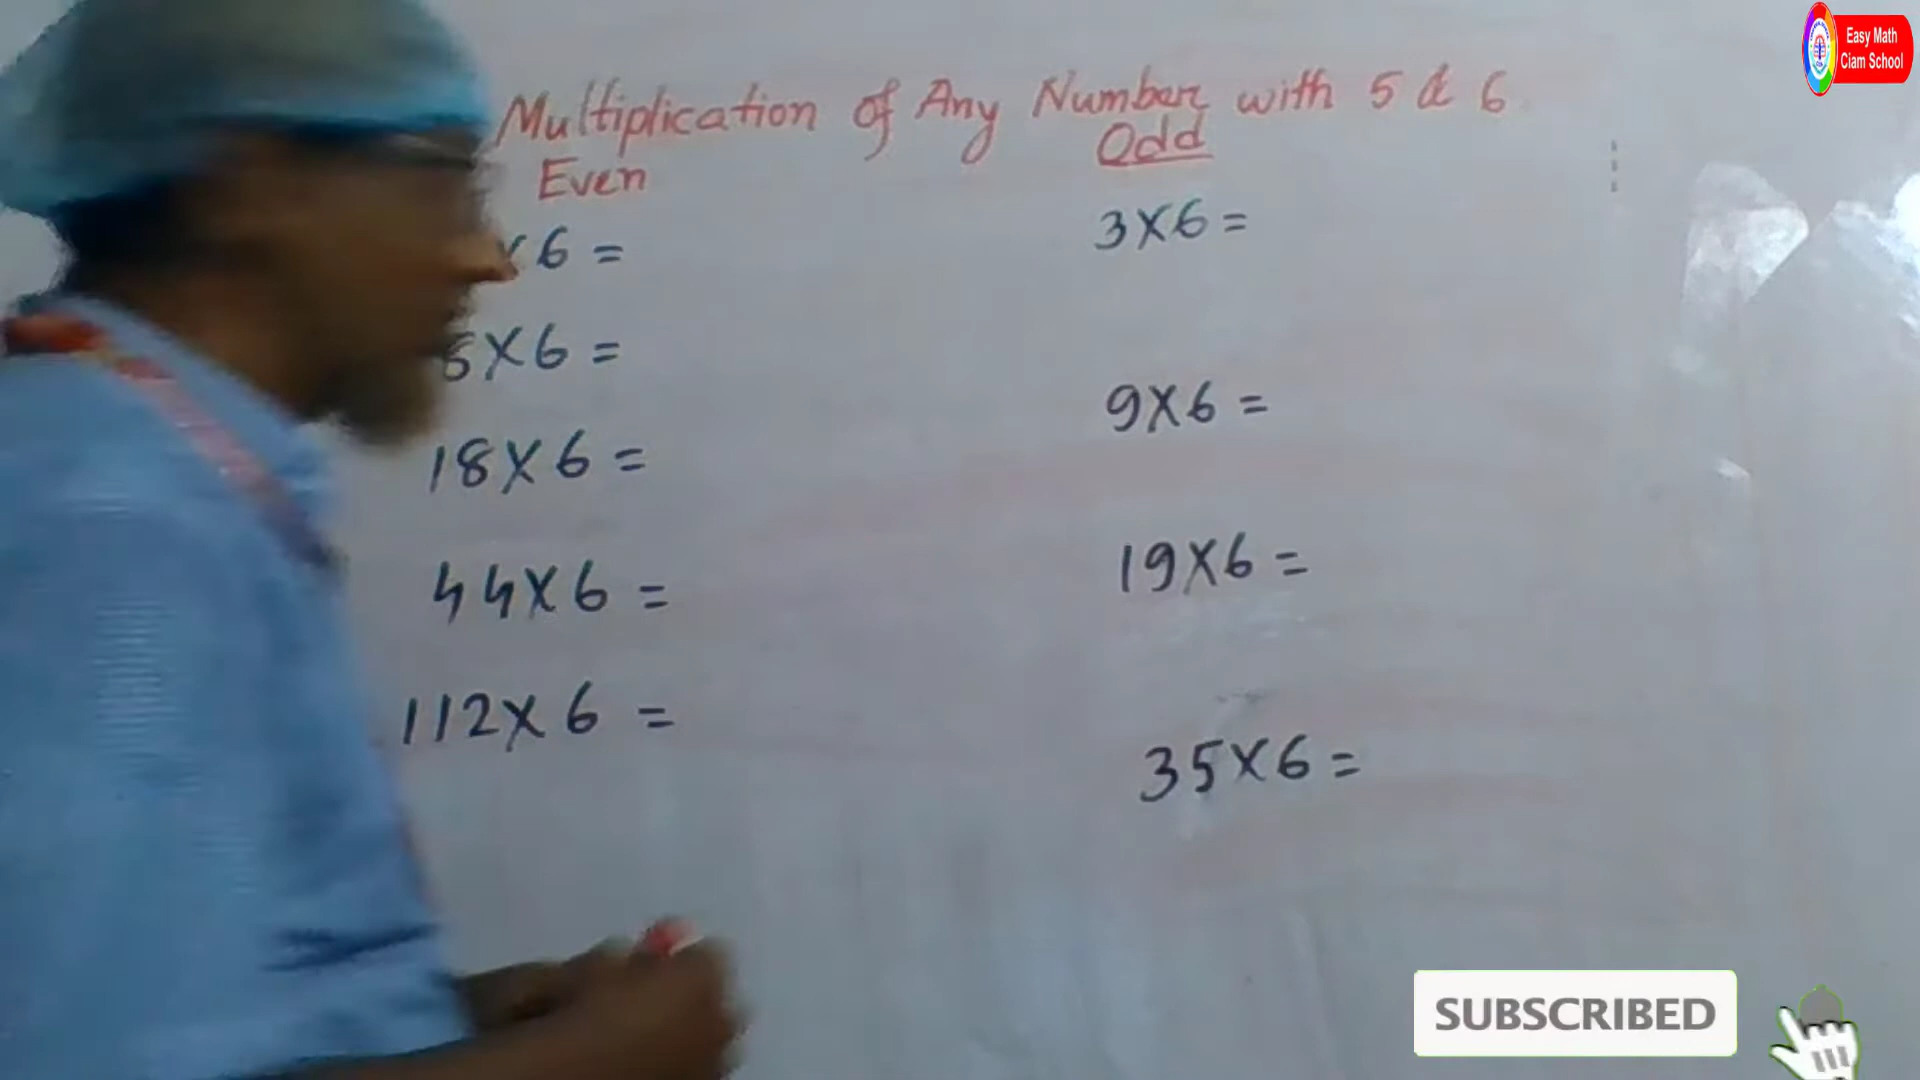 Multiplication of Any Number with 5 & 6
Even
Odd
x6 =
6X6 =
18X6 =
44X6 =
112X6 =
3X6=
9X6=
19X6=
35X6=
Easy Math
Ciam School
SUBSCRIBED